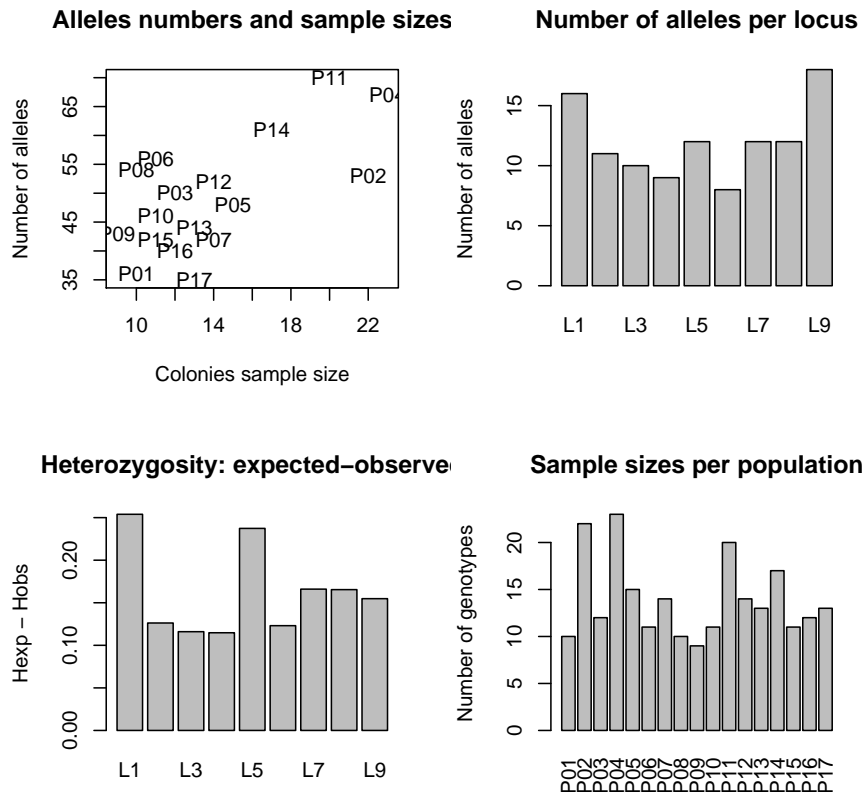 Alleles numbers and sample sizes
Number of alleles
35 45 55 65
P11
P04
P14
P06
P08
P02
P12
P03
P05
P10
P13
P09
P15
P07
P16
P01
P17
10 14 18 22
Colonies sample size
Number of alleles per locus
Number of alleles
0 5 10 15
L1 L3 L5 L7 L9
Heterozygosity: expected−observe
Hexp − Hobs
0.00 0.10 0.20
L1 L3 L5 L7 L9
Sample sizes per population
Number of genotypes
0 5 10 15 20
P01 P02 P03 P04 P05 P06 P07 P08 P09 P10 P11 P12 P13 P14 P15 P16 P17